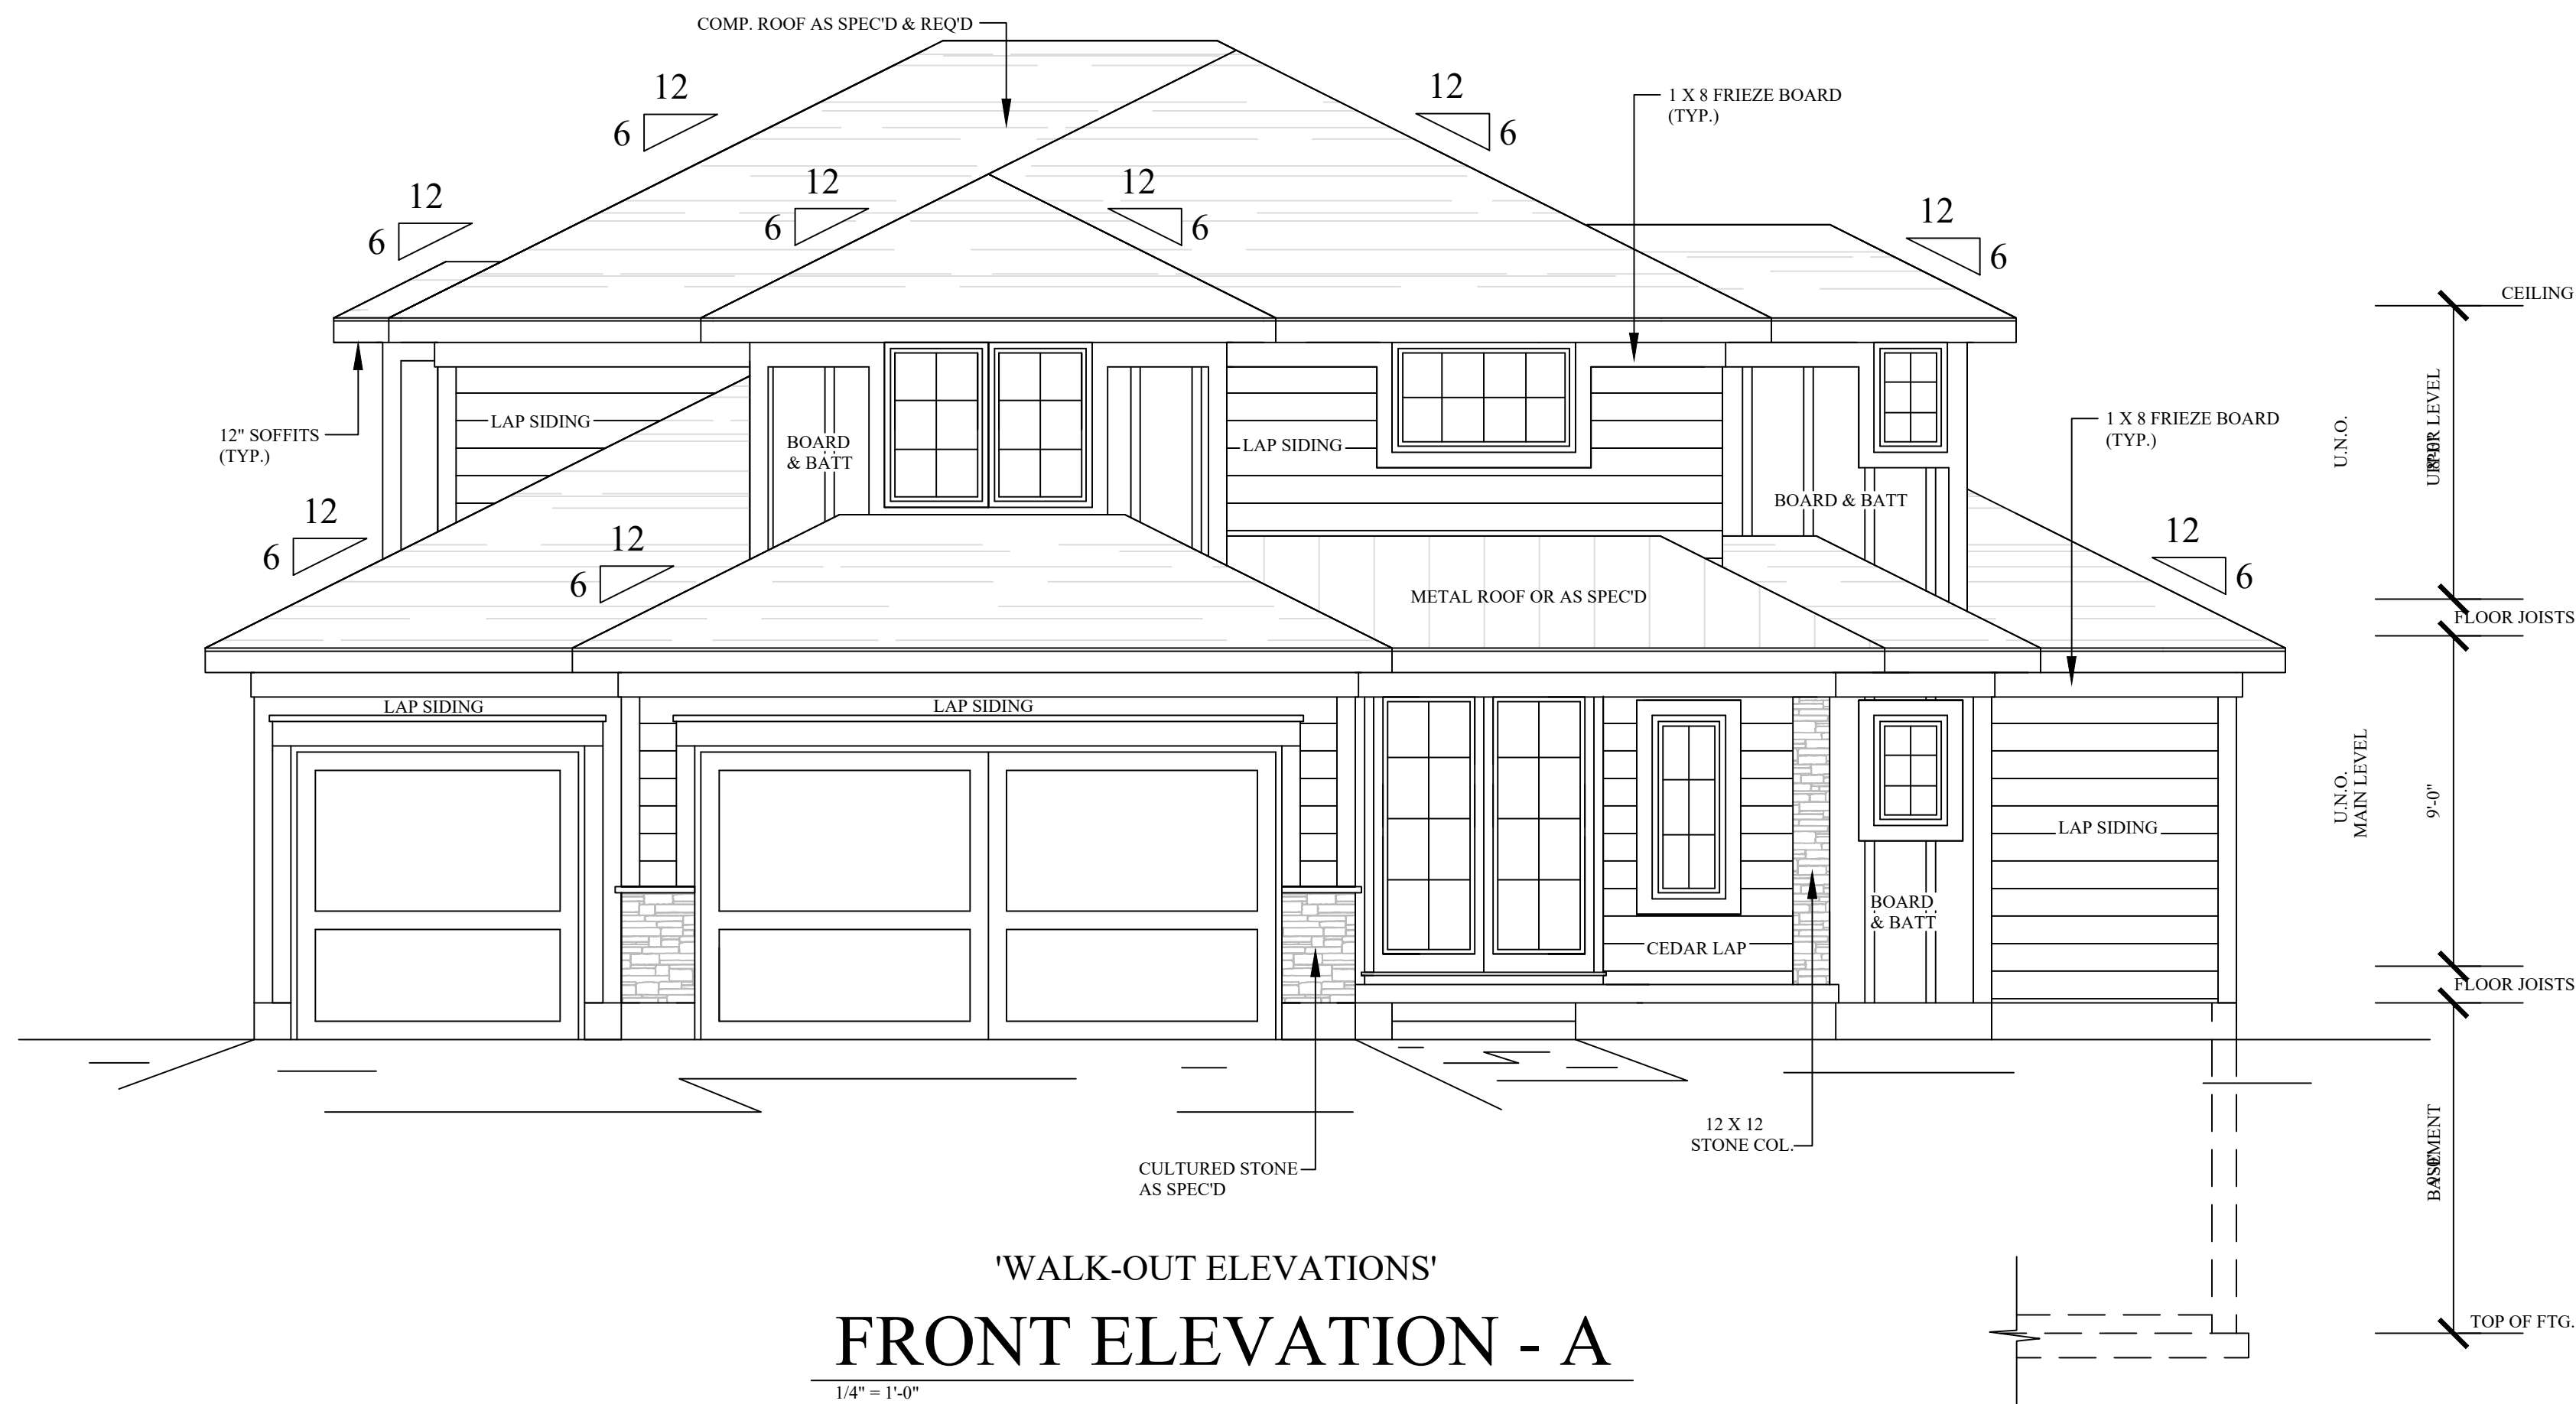 COMP. ROOF AS SPEC'D & REQ'D
12
6
12
6
1 X 8 FRIEZE BOARD
(TYP.)
12
6
12
6
12
6
12
6
CEILING
12" SOFFITS
(TYP.)
LAP SIDING
BOARD
& BATT
LAP SIDING
BOARD & BATT
1 X 8 FRIEZE BOARD
(TYP.)
U.N.O.
UPPER LEVEL
12
6
12
6
12
6
METAL ROOF OR AS SPEC'D
FLOOR JOISTS
LAP SIDING
LAP SIDING
CEDAR LAP
BOARD
& BATT
LAP SIDING
U.N.O.
MAIN LEVEL
9'-0"
FLOOR JOISTS
12 X 12
STONE COL.
CULTURED STONE
AS SPEC'D
BASEMENT
TOP OF FTG.
'WALK-OUT ELEVATIONS'
FRONT ELEVATION - A
1/4" = 1'-0"